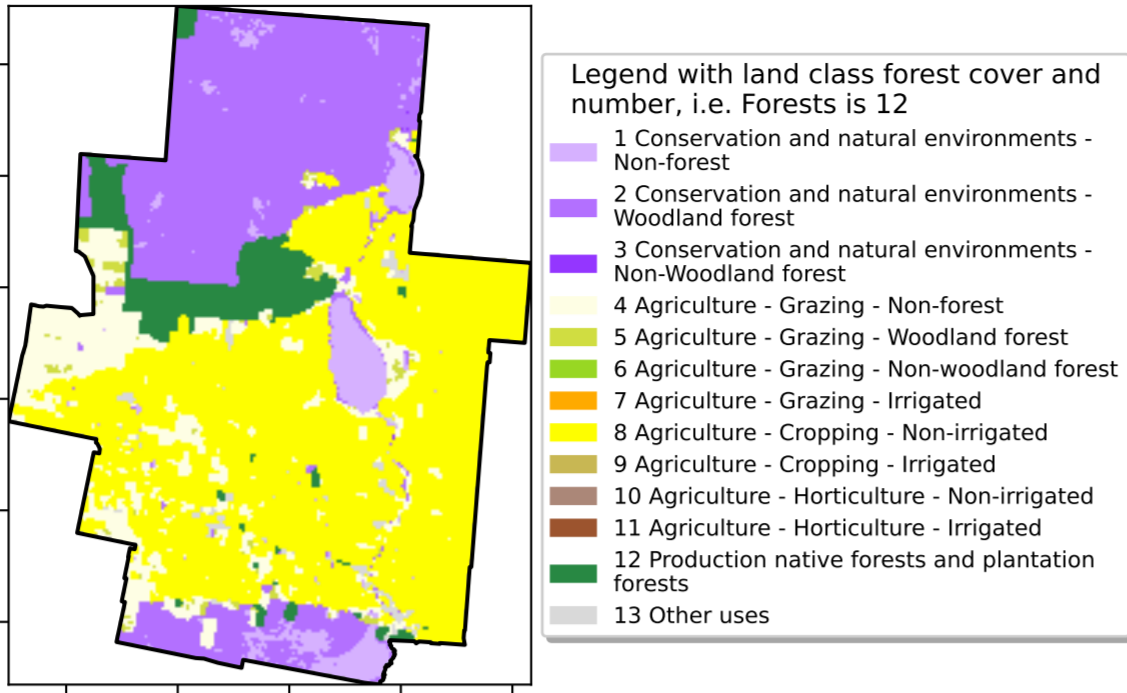 Legend with land class forest cover and
number, i.e. Forests is 12
1 Conservation and natural environments -
Non-forest
2 Conservation and natural environments -
Woodland forest
3 Conservation and natural environments -
Non-Woodland forest
4 Agriculture - Grazing - Non-forest
5 Agriculture - Grazing - Woodland forest
6 Agriculture - Grazing - Non-woodland forest
7 Agriculture - Grazing - Irrigated
8 Agriculture - Cropping - Non-irrigated
9 Agriculture - Cropping - Irrigated
10 Agriculture - Horticulture - Non-irrigated
11 Agriculture - Horticulture - Irrigated
12 Production native forests and plantation
forests
13 Other uses